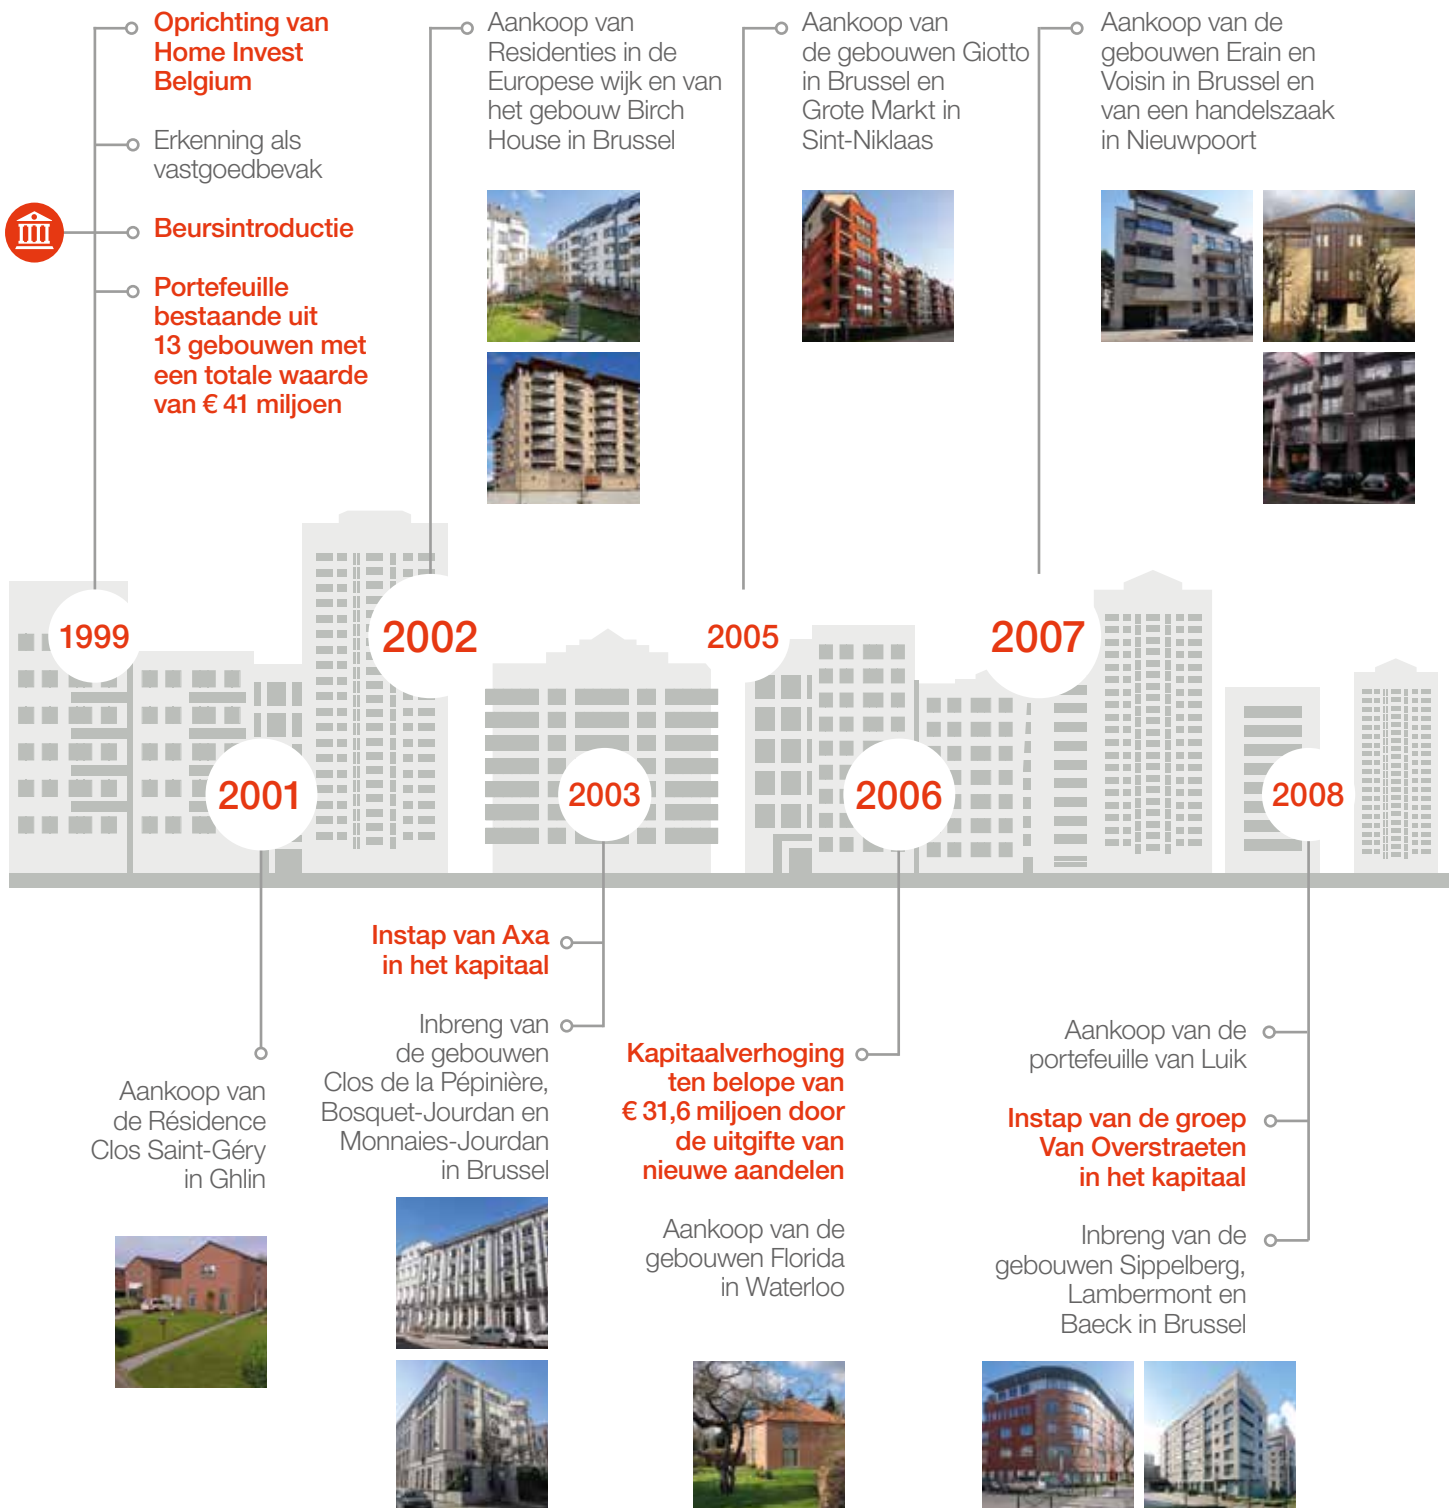 Oprichting van
Home Invest
Belgium
Erkenning als
vastgoedbevak
Beursintroductie
Portefeuille
bestaande uit
13 gebouwen met
een totale waarde
van € 41 miljoen
Aankoop van
Residenties in de
Europese wijk en van
het gebouw Birch
House in Brussel
Aankoop van
de gebouwen Giotto
in Brussel en
Grote Markt in
Sint-Niklaas
Aankoop van de
gebouwen Erain en
Voisin in Brussel en
van een handelszaak
in Nieuwpoort
1999
2002
2005
2007
2001
2003
2006
2008
Aankoop van
de Résidence
Clos Saint-Géry
in Ghlin
Instap van Axa
in het kapitaal
Inbreng van
de gebouwen
Clos de la Pépinière,
Bosquet-Jourdan en
Monnaies-Jourdan
in Brussel
Kapitaalverhoging
ten belope van
€ 31,6 miljoen door
de uitgifte van
nieuwe aandelen
Aankoop van de
gebouwen Florida
in Waterloo
Aankoop van de
portefeuille van Luik
Instap van de groep
Van Overstraeten
in het kapitaal
Inbreng van de
gebouwen Sippelberg,
Lambermont en
Baeck in Brussel